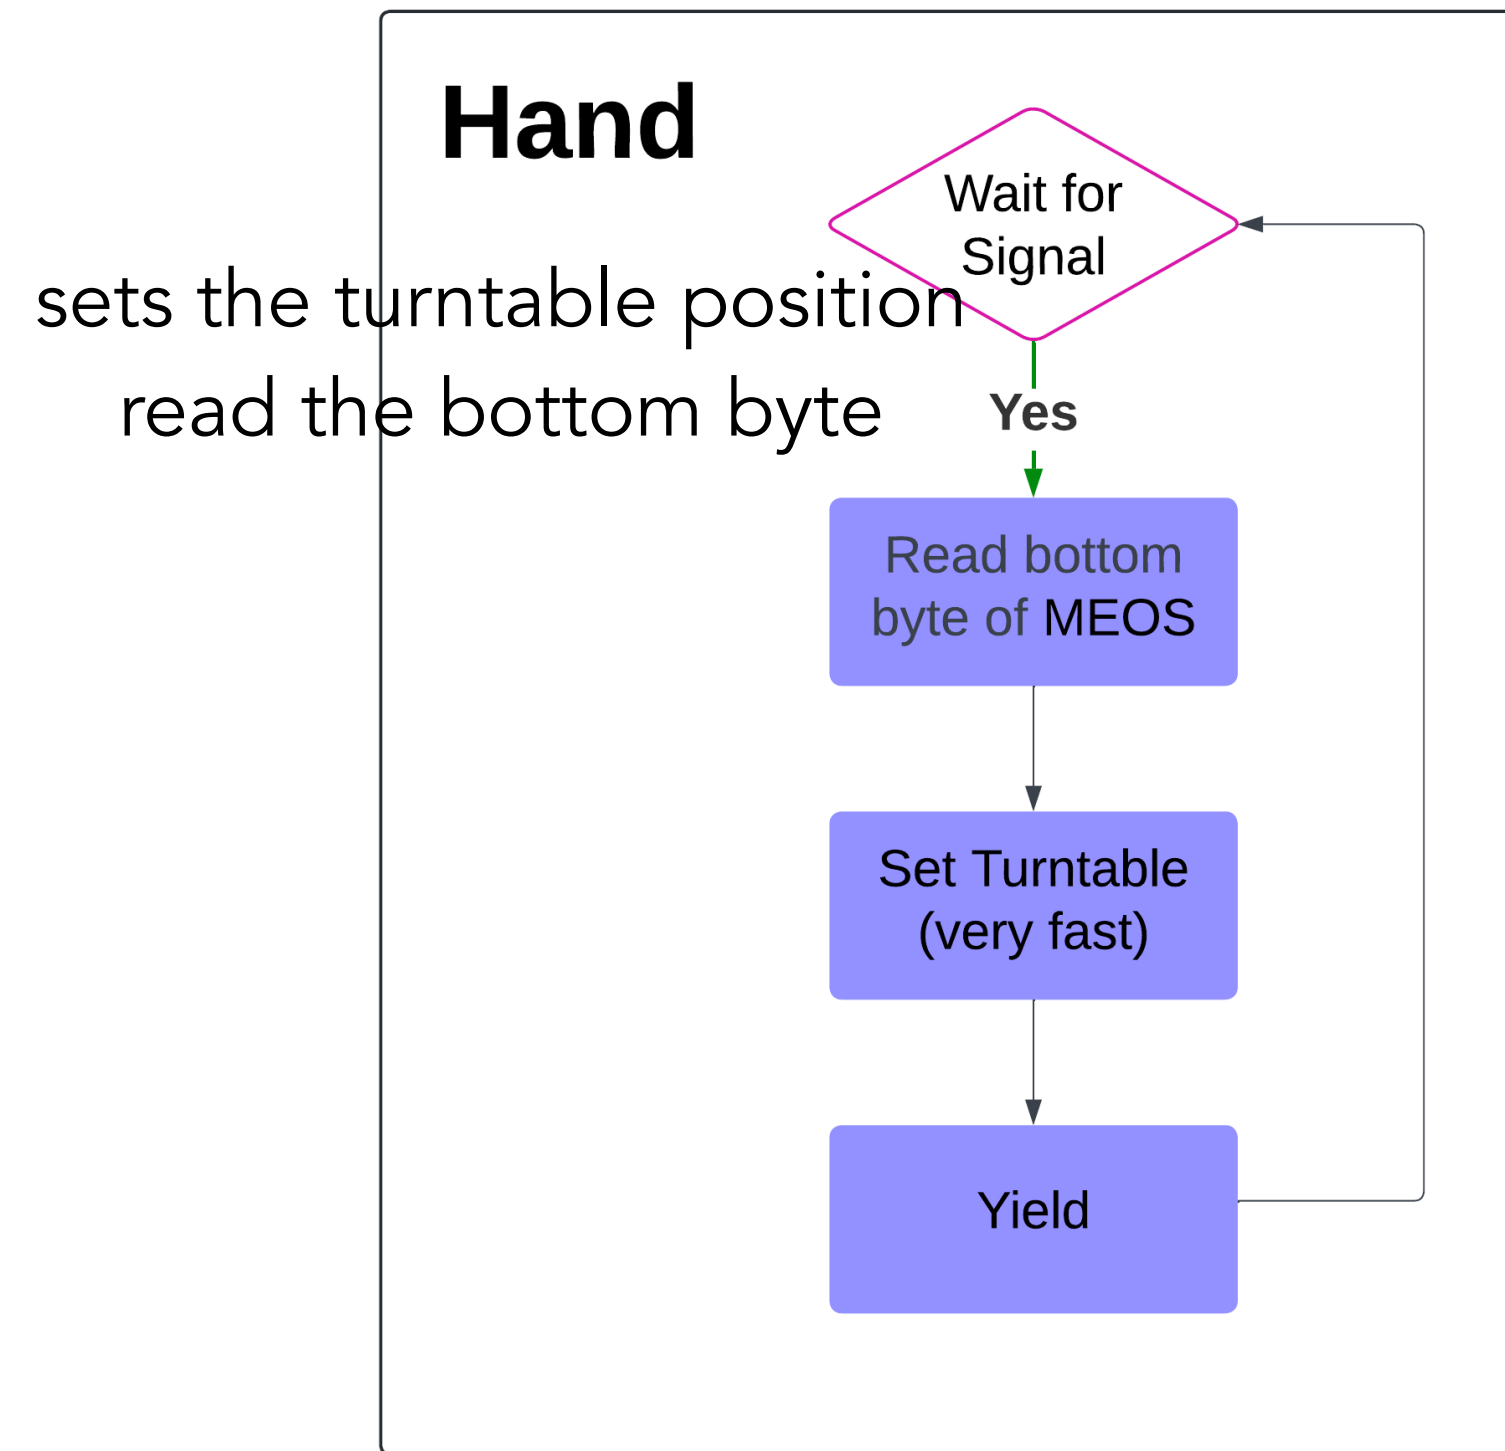 Hand
Wait for
Signal
sets the turntable position
read the bottom byte
Yes
Read bottom
byte of MEOS
Set Turntable
(very fast)
Yield